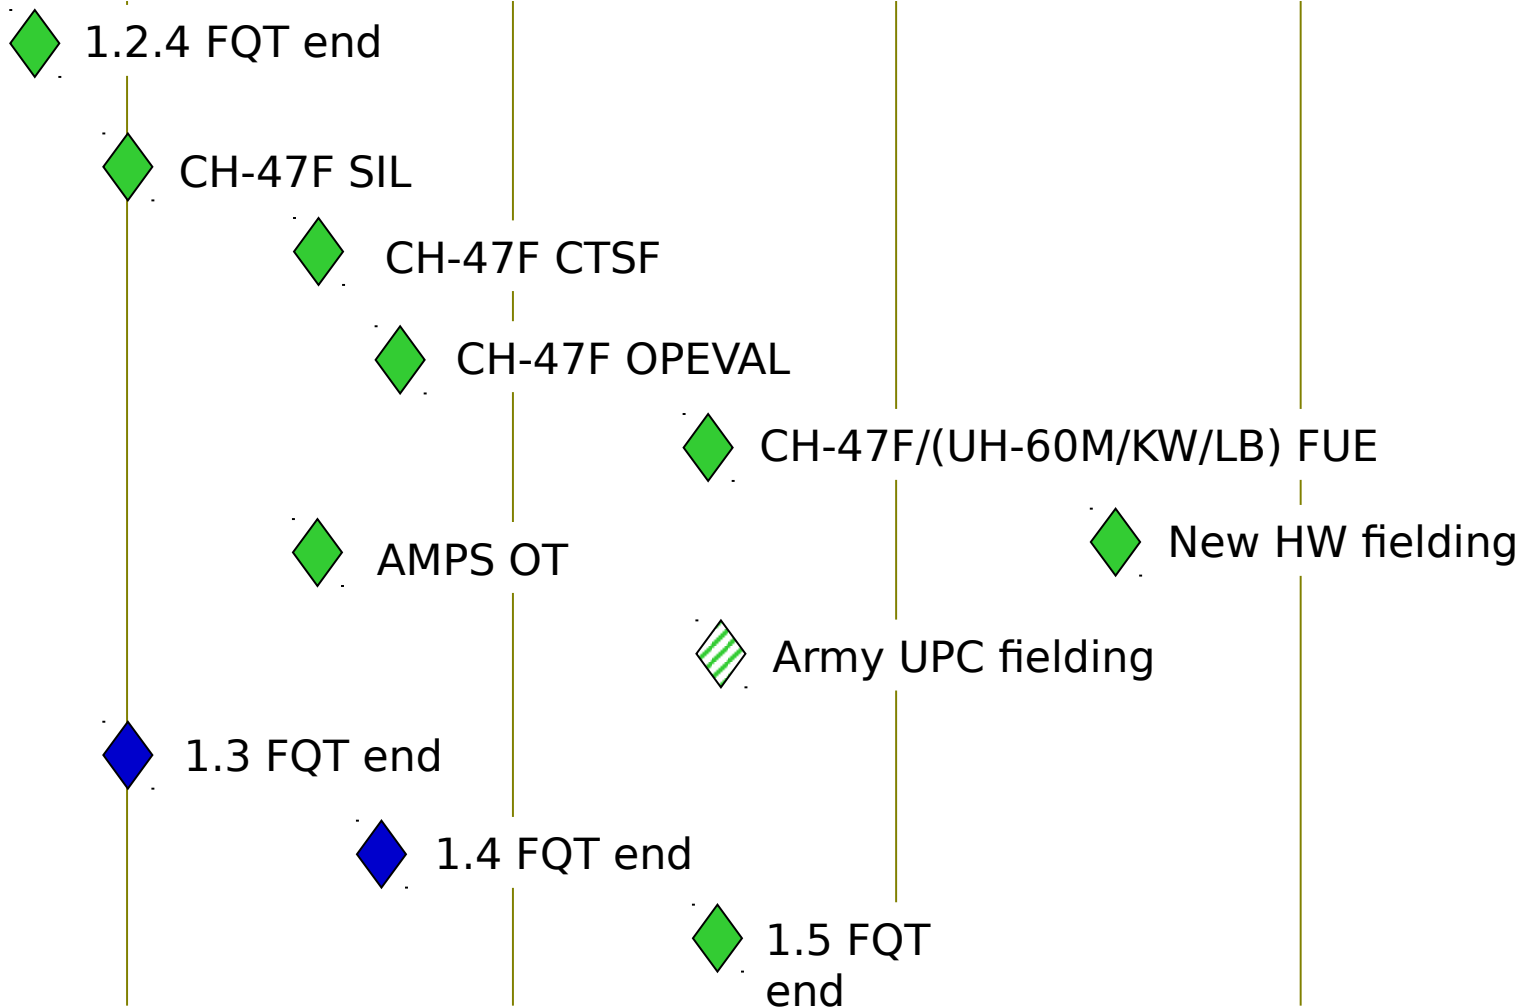 1.2.4 FQT end
CH-47F SIL
CH-47F CTSF
CH-47F OPEVAL
CH-47F/(UH-60M/KW/LB) FUE
New HW fielding
AMPS OT
Army UPC fielding
1.3 FQT end
1.4 FQT end
1.5 FQT
end